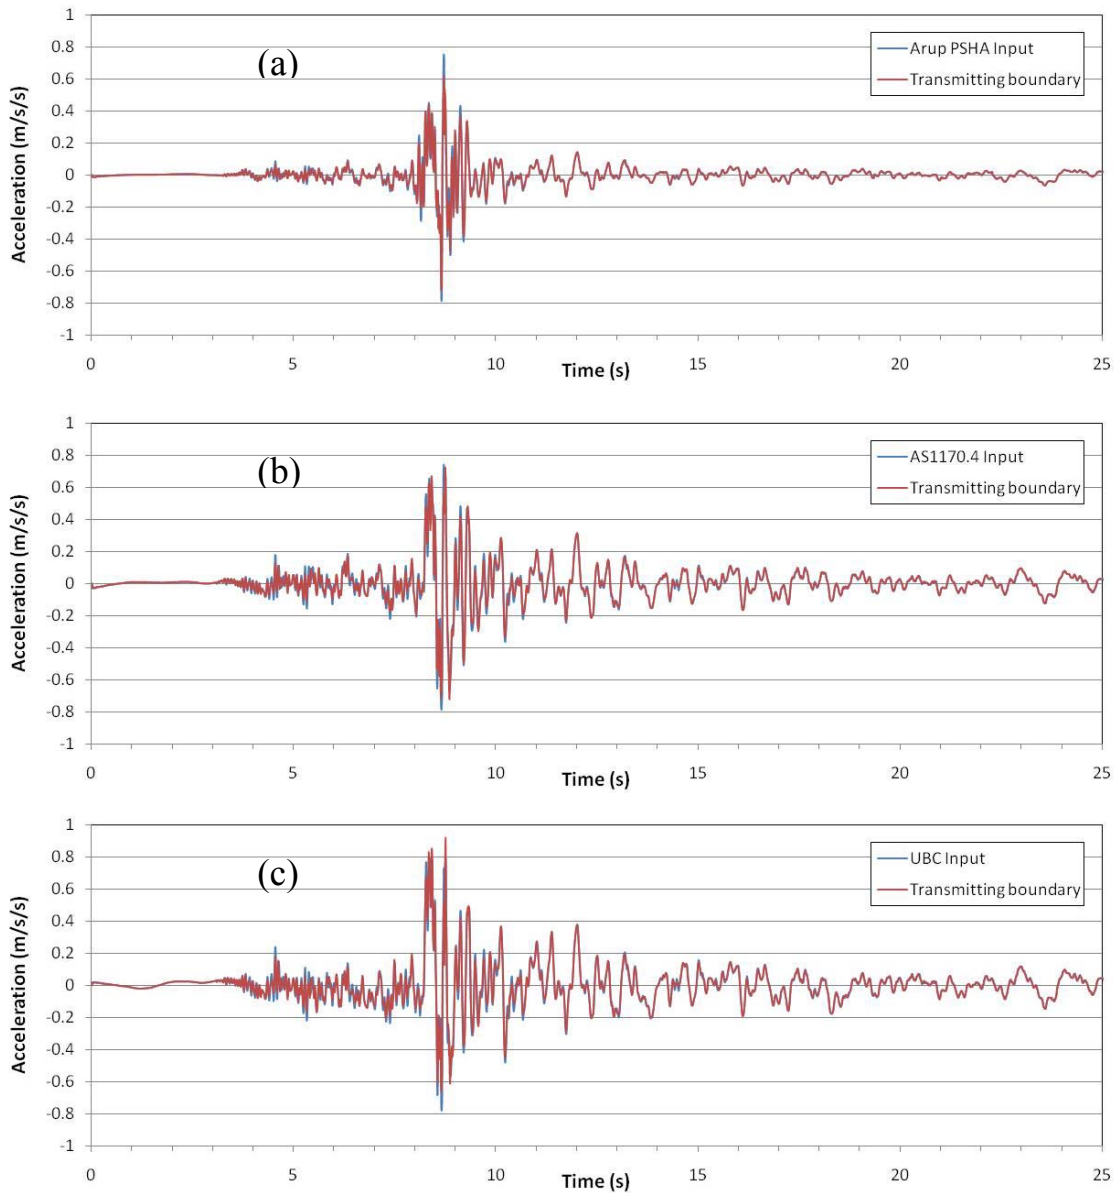 1
0.8
0.6
0.4
0.2
0
-0.2
-0.4
-0.6
-0.8
-1
Acceleration (m/s/s)
(a)
Arup PSHA Input
Transmitting boundary
0 5 10 15 20 25
Time (s)
1
0.8
0.6
0.4
0.2
0
-0.2
-0.4
-0.6
-0.8
-1
Acceleration (m/s/s)
(b)
AS1170.4 Input
Transmitting boundary
0 5 10 15 20 25
Time (s)
1
0.8
0.6
0.4
0.2
0
-0.2
-0.4
-0.6
-0.8
-1
Acceleration (m/s/s)
(c)
UBC Input
Transmitting boundary
0 5 10 15 20 25
Time (s)